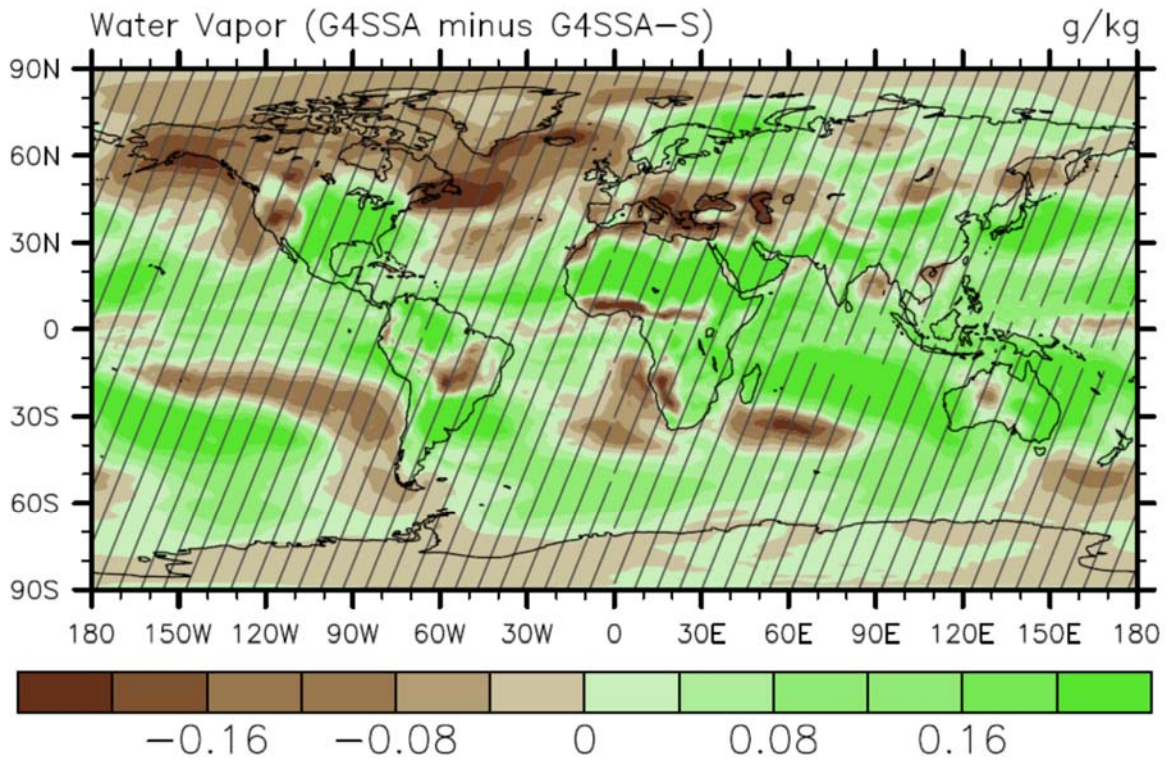 Water Vapor (G4SSA minus G4SSA-S) g/kg
90N
60N
30N
0
30S
60S
90S
180 150W 120W 90W 60W 30W 0 30E 60E 90E 120E 150E 180
-0.16 -0.08 0 0.08 0.16